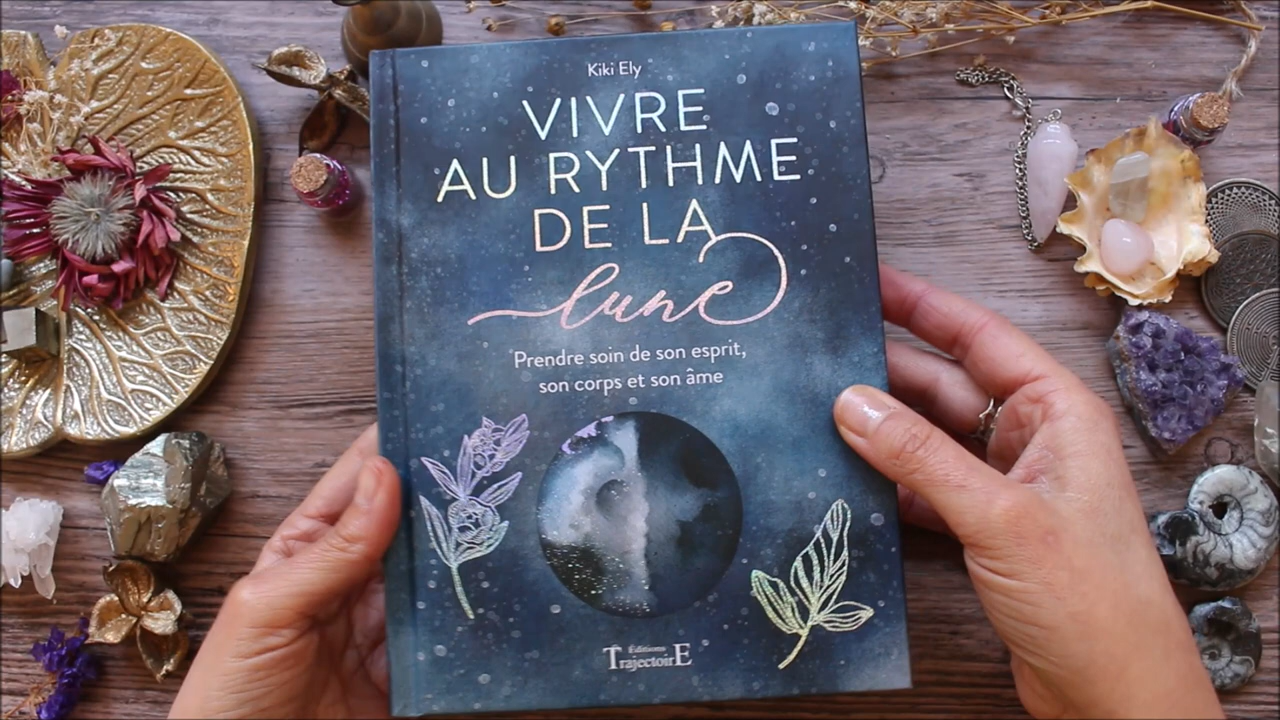 Kiki Ely
VIVRE
AU RYTHME
DE LA
lune
Prendre soin de son esprit,
son corps et son âme
Éditions
TrajectoirE